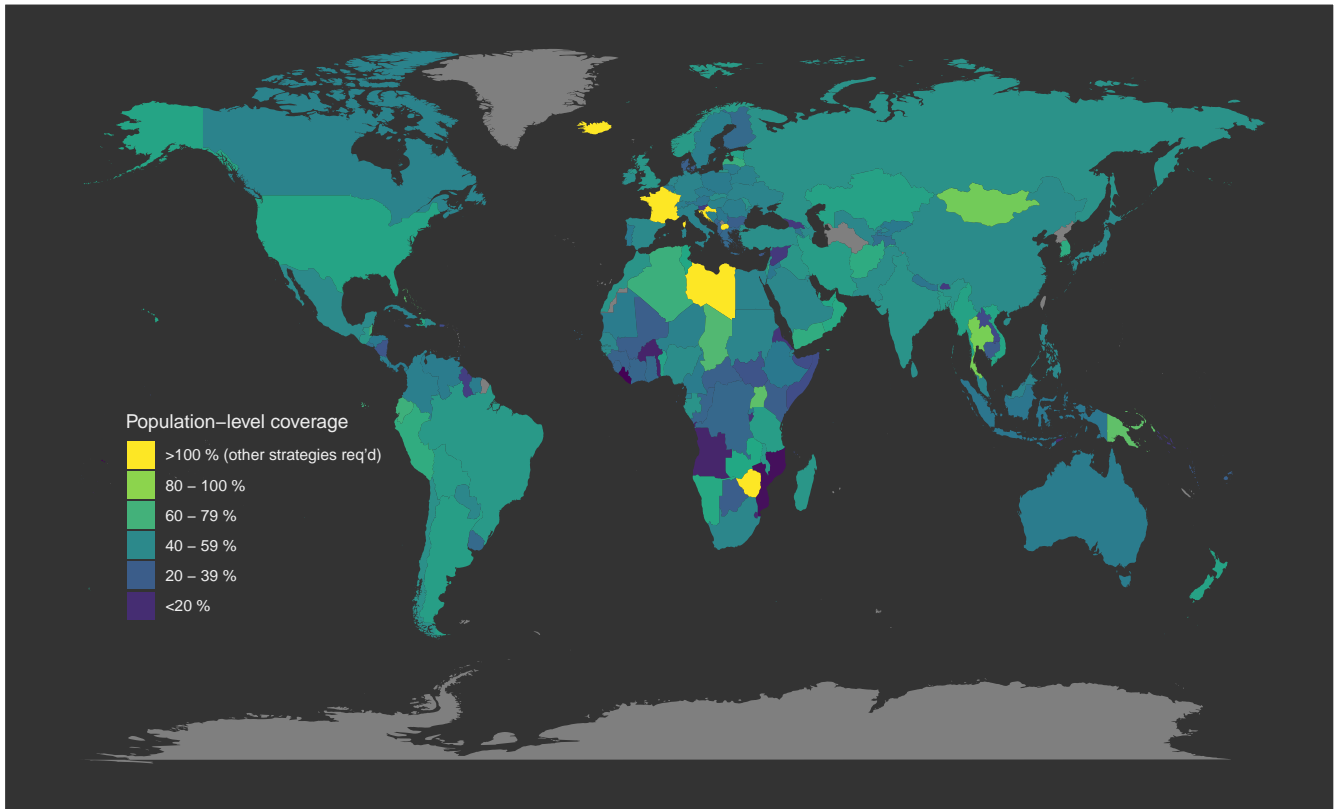 Population−level coverage
>100 % (other strategies req'd)
80 − 100 %
60 − 79 %
40 − 59 %
20 − 39 %
<20 %